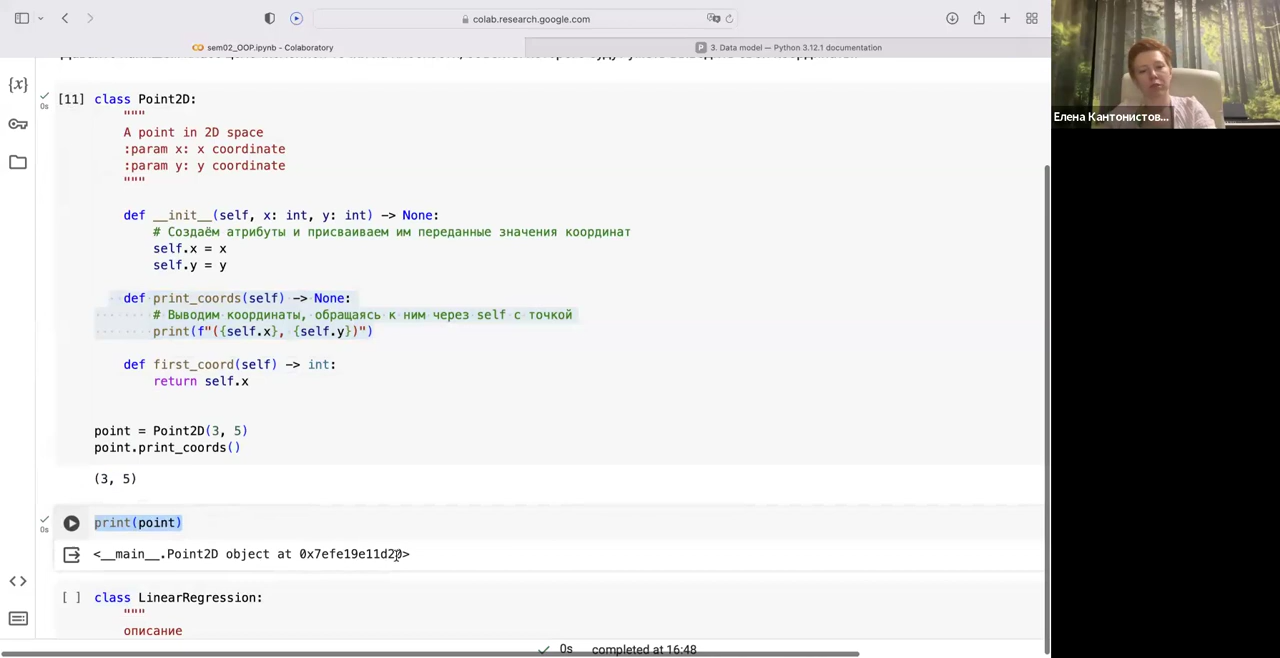 colab.research.google.com
sem02_OOP.ipynb - Colaboratory
3. Data model — Python 3.12.1 documentation
{x}
0s
[11] class Point2D:
"""
A point in 2D space
:param x: x coordinate
:param y: y coordinate
"""
def __init__(self, x: int, y: int) -> None:
# Создаём атрибуты и присваиваем им переданные значения координат
self.x = x
self.y = y
def print_coords(self) -> None:
# Выводим координаты, обращаясь к ним через self с точкой
print(f"({self.x}, {self.y})")
def first_coord(self) -> int:
return self.x
point = Point2D(3, 5)
point.print_coords()
(3, 5)
0s
print(point)
<__main__.Point2D object at 0x7efe19e11d20>
[ ] class LinearRegression:
"""
описание
0s completed at 16:48
Елена Кантонистов...